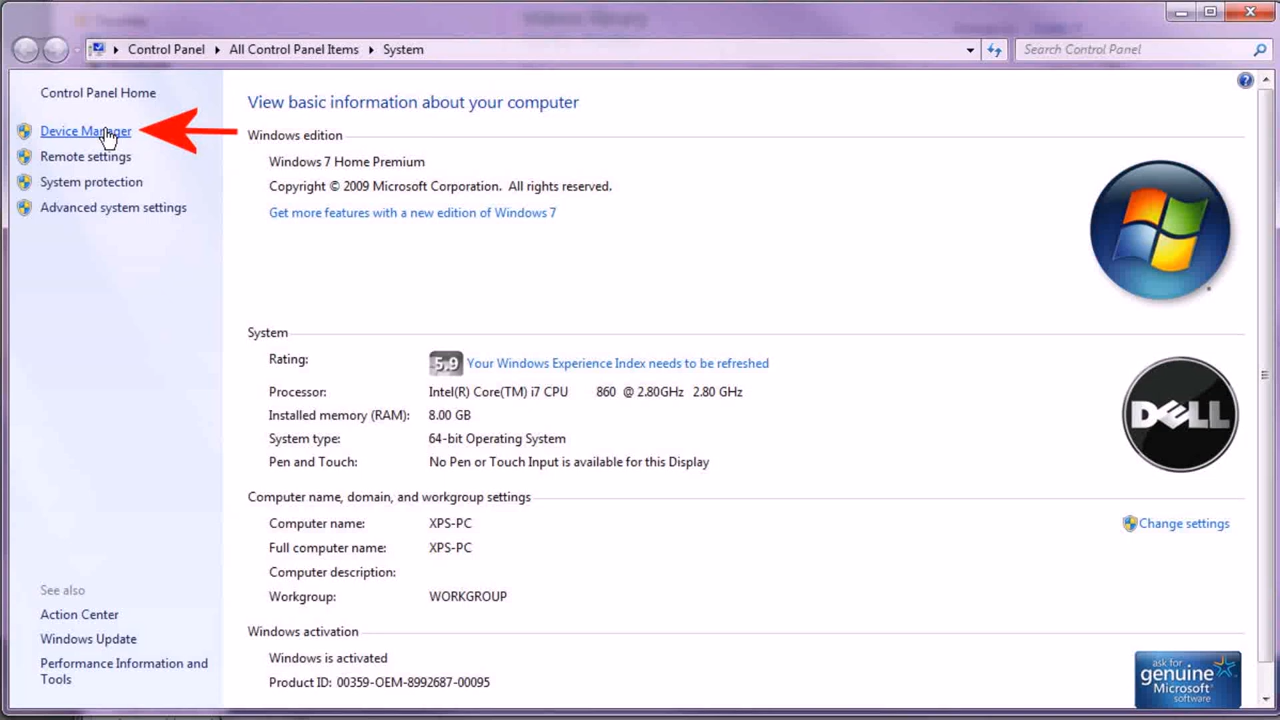 Control Panel
All Control Panel Items
System
Search Control Panel
Control Panel Home
Device Manager
Remote settings
System protection
Advanced system settings
See also
Action Center
Windows Update
Performance Information and
Tools
View basic information about your computer
Windows edition
Windows 7 Home Premium
Copyright © 2009 Microsoft Corporation. All rights reserved.
Get more features with a new edition of Windows 7
System
Rating: 5.9 Your Windows Experience Index needs to be refreshed
Processor: Intel(R) Core(TM) i7 CPU 860 @ 2.80GHz 2.80 GHz
Installed memory (RAM): 8.00 GB
System type: 64-bit Operating System
Pen and Touch: No Pen or Touch Input is available for this Display
DELL
Computer name, domain, and workgroup settings
Computer name: XPS-PC
Change settings
Full computer name: XPS-PC
Computer description:
Workgroup: WORKGROUP
Windows activation
Windows is activated
Product ID: 00359-OEM-8992687-00095
ask for
genuine
Microsoft
software